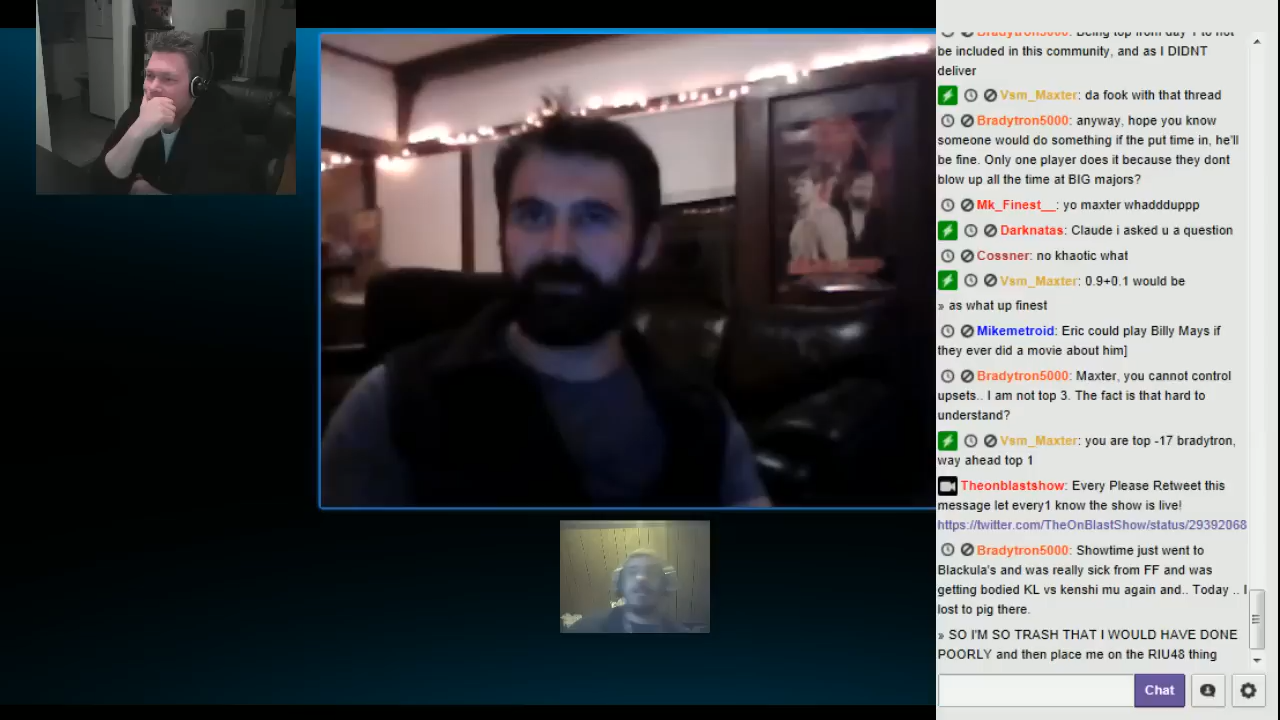 Bradytron5000: Being top from day 1 to not
be included in this community, and as I DIDNT
deliver
Vsm_Maxter: da fook with that thread
Bradytron5000: anyway, hope you know
someone would do something if the put time in, he'll
be fine. Only one player does it because they dont
blow up all the time at BIG majors?
Mk_Finest__: yo maxter whaddduppp
Darknatas: Claude i asked u a question
Cossner: no khaotic what
Vsm_Maxter: 0.9+0.1 would be
» as what up finest
Mikemetroid: Eric could play Billy Mays if
they ever did a movie about him]
Bradytron5000: Maxter, you cannot control
upsets.. I am not top 3. The fact is that hard to
understand?
Vsm_Maxter: you are top -17 bradytron,
way ahead top 1
Theonblastshow: Every Please Retweet this
message let every1 know the show is live!
https://twitter.com/TheOnBlastShow/status/29392068
Bradytron5000: Showtime just went to
Blackula's and was really sick from FF and was
getting bodied KL vs kenshi mu again and.. Today .. I
lost to pig there.
» SO I'M SO TRASH THAT I WOULD HAVE DONE
POORLY and then place me on the RIU48 thing
Chat